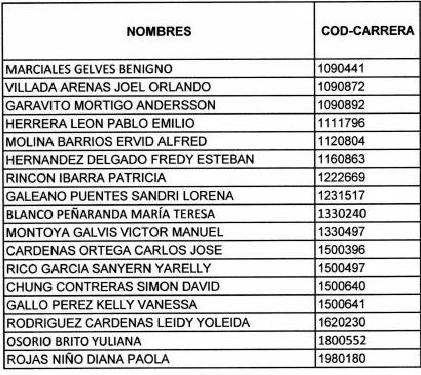 NOMBRES COD-CARRERA
MARCIALES GELVES BENIGNO 1090441
VILLADA ARENAS JOEL ORLANDO 1090872
GARAVITO MORTIGO ANDERSSON 1090892
HERRERA LEON PABLO EMILIO 1111796
MOLINA BARRIOS ERVID ALFRED 1120804
HERNANDEZ DELGADO FREDY ESTEBAN 1160863
RINCON IBARRA PATRICIA 1222669
GALEANO PUENTES SANDRI LORENA 1231517
BLANCO PEÑARANDA MARÍA TERESA 1330240
MONTOYA GALVIS VICTOR MANUEL 1330497
CARDENAS ORTEGA CARLOS JOSE 1500396
RICO GARCIA SANYERN YARELLY 1500497
CHUNG CONTRERAS SIMON DAVID 1500640
GALLO PEREZ KELLY VANESSA 1500641
RODRIGUEZ CARDENAS LEIDY YOLEIDA 1620230
OSORIO BRITO YULIANA 1800552
ROJAS NIÑO DIANA PAOLA 1980180